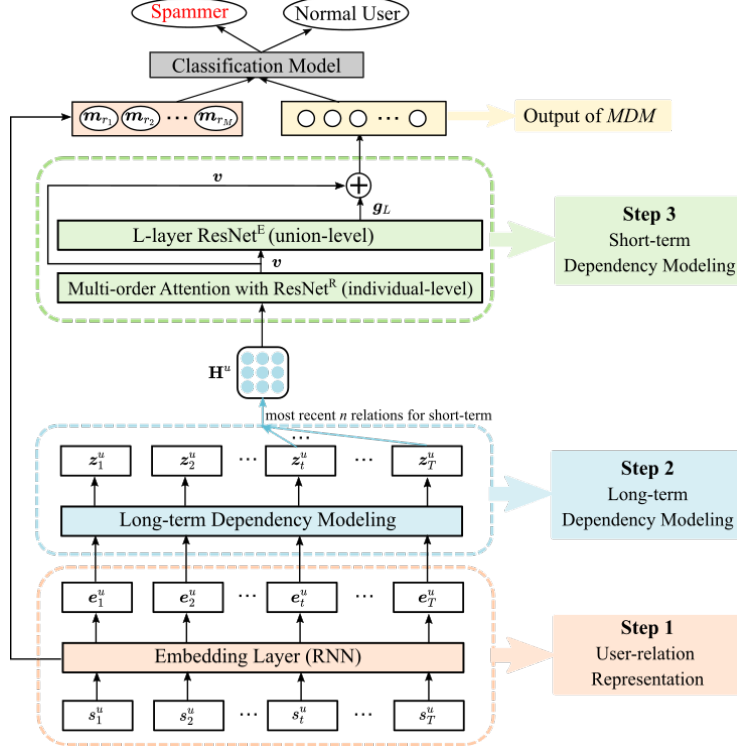 Spammer
Normal User
Classification Model
m_{r_1} m_{r_2} ⋯ m_{r_M}
⋯
Output of MDM
v
g_L
L-layer ResNet^E (union-level)
v
Multi-order Attention with ResNet^R (individual-level)
Step 3
Short-term
Dependency Modeling
H^u
most recent n relations for short-term
...
z_1^u z_2^u ⋯ z_t^u ⋯ z_T^u
Long-term Dependency Modeling
Step 2
Long-term
Dependency Modeling
e_1^u e_2^u ⋯ e_t^u ⋯ e_T^u
Embedding Layer (RNN)
s_1^u s_2^u ⋯ s_t^u ⋯ s_T^u
Step 1
User-relation
Representation